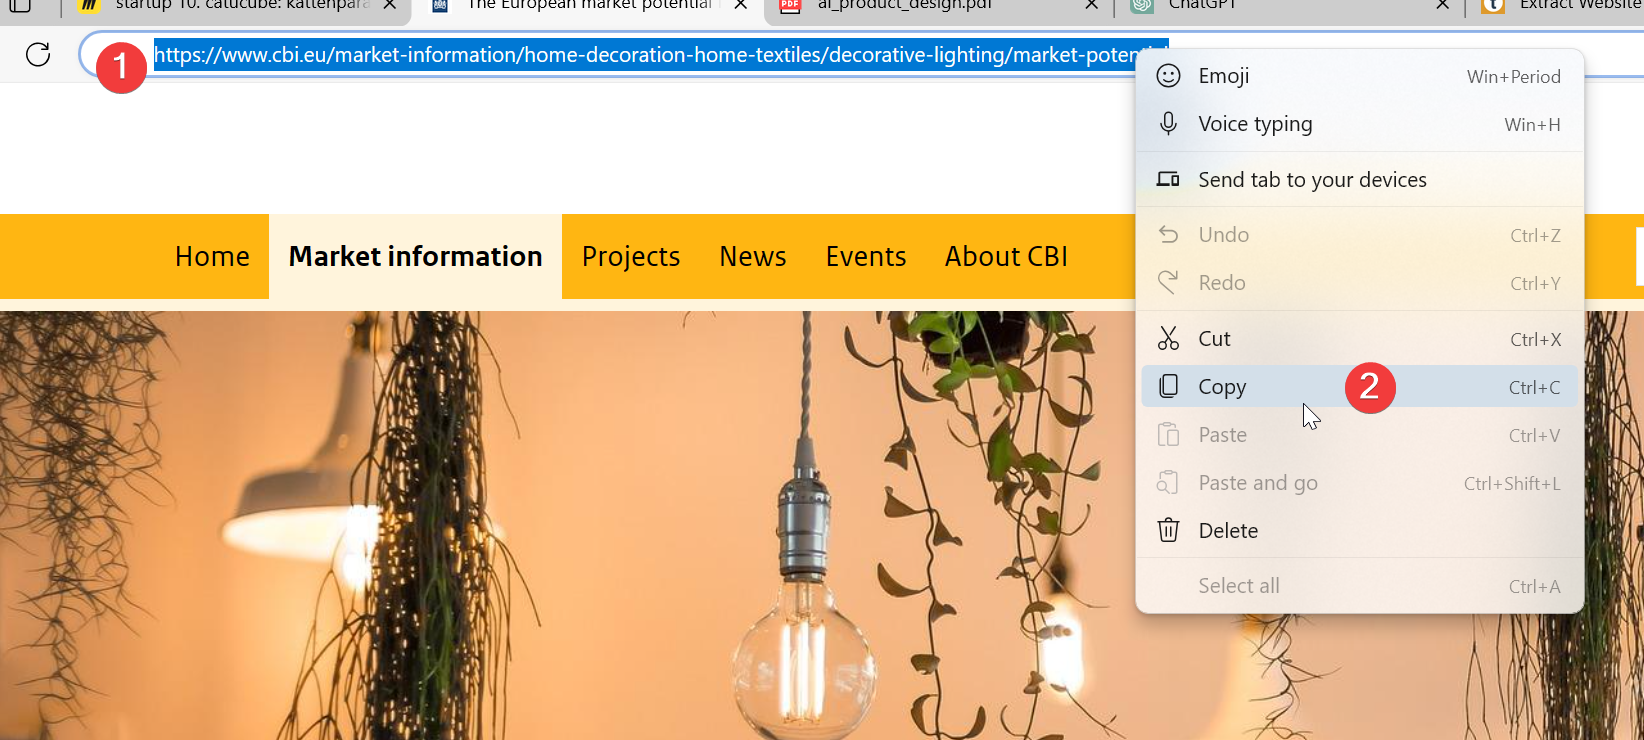 startup 10. catucube: kattenpara
The European market potential
ai_product_design.pdf
ChatGPT
Extract Website
1
https://www.cbi.eu/market-information/home-decoration-home-textiles/decorative-lighting/market-potential
Home Market information Projects News Events About CBI
Emoji Win+Period
Voice typing Win+H
Send tab to your devices
Undo Ctrl+Z
Redo Ctrl+Y
Cut Ctrl+X
Copy 2 Ctrl+C
Paste Ctrl+V
Paste and go Ctrl+Shift+L
Delete
Select all Ctrl+A